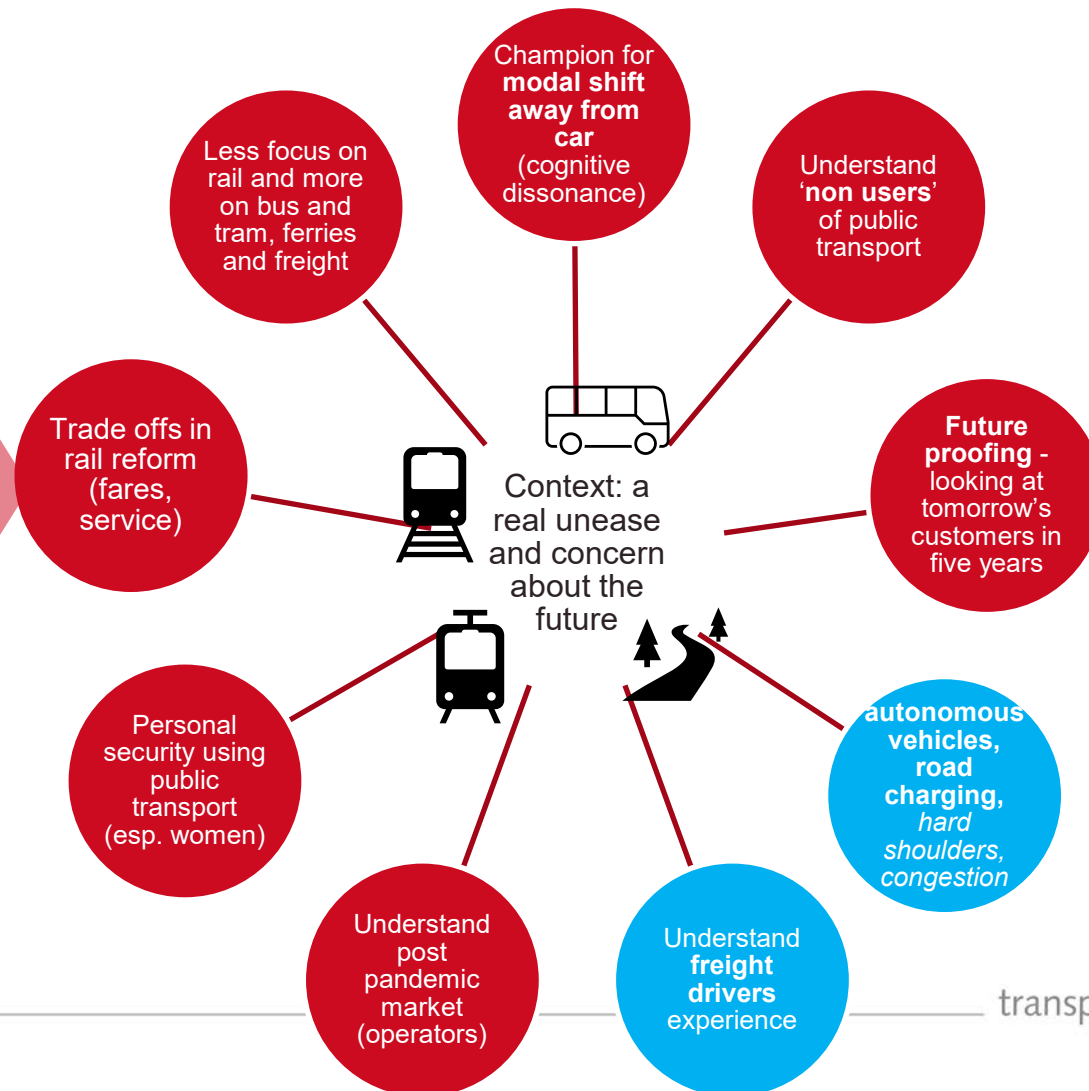 Champion for
modal shift
away from
car
(cognitive
dissonance)
Less focus on
rail and more
on bus and
tram, ferries
and freight
Understand
‘non users’
of public
transport
Trade offs in
rail reform
(fares,
service)
Context: a
real unease
and concern
about the
future
Future
proofing -
looking at
tomorrow’s
customers in
five years
Personal
security using
public
transport
(esp. women)
autonomous
vehicles,
road
charging,
hard
shoulders,
congestion
Understand
post
pandemic
market
(operators)
Understand
freight
drivers
experience
transp